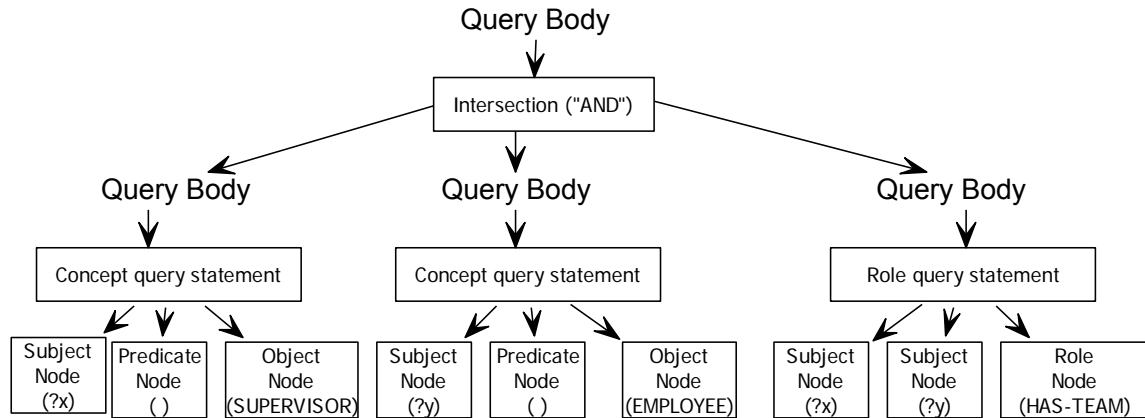 Query Body
Intersection ("AND")
Query Body
Query Body
Query Body
Concept query statement
Concept query statement
Role query statement
Subject
Node
(?x)
Predicate
Node
( )
Object
Node
(SUPERVISOR)
Subject
Node
(?y)
Predicate
Node
( )
Object
Node
(EMPLOYEE)
Subject
Node
(?x)
Subject
Node
(?y)
Role
Node
(HAS-TEAM)